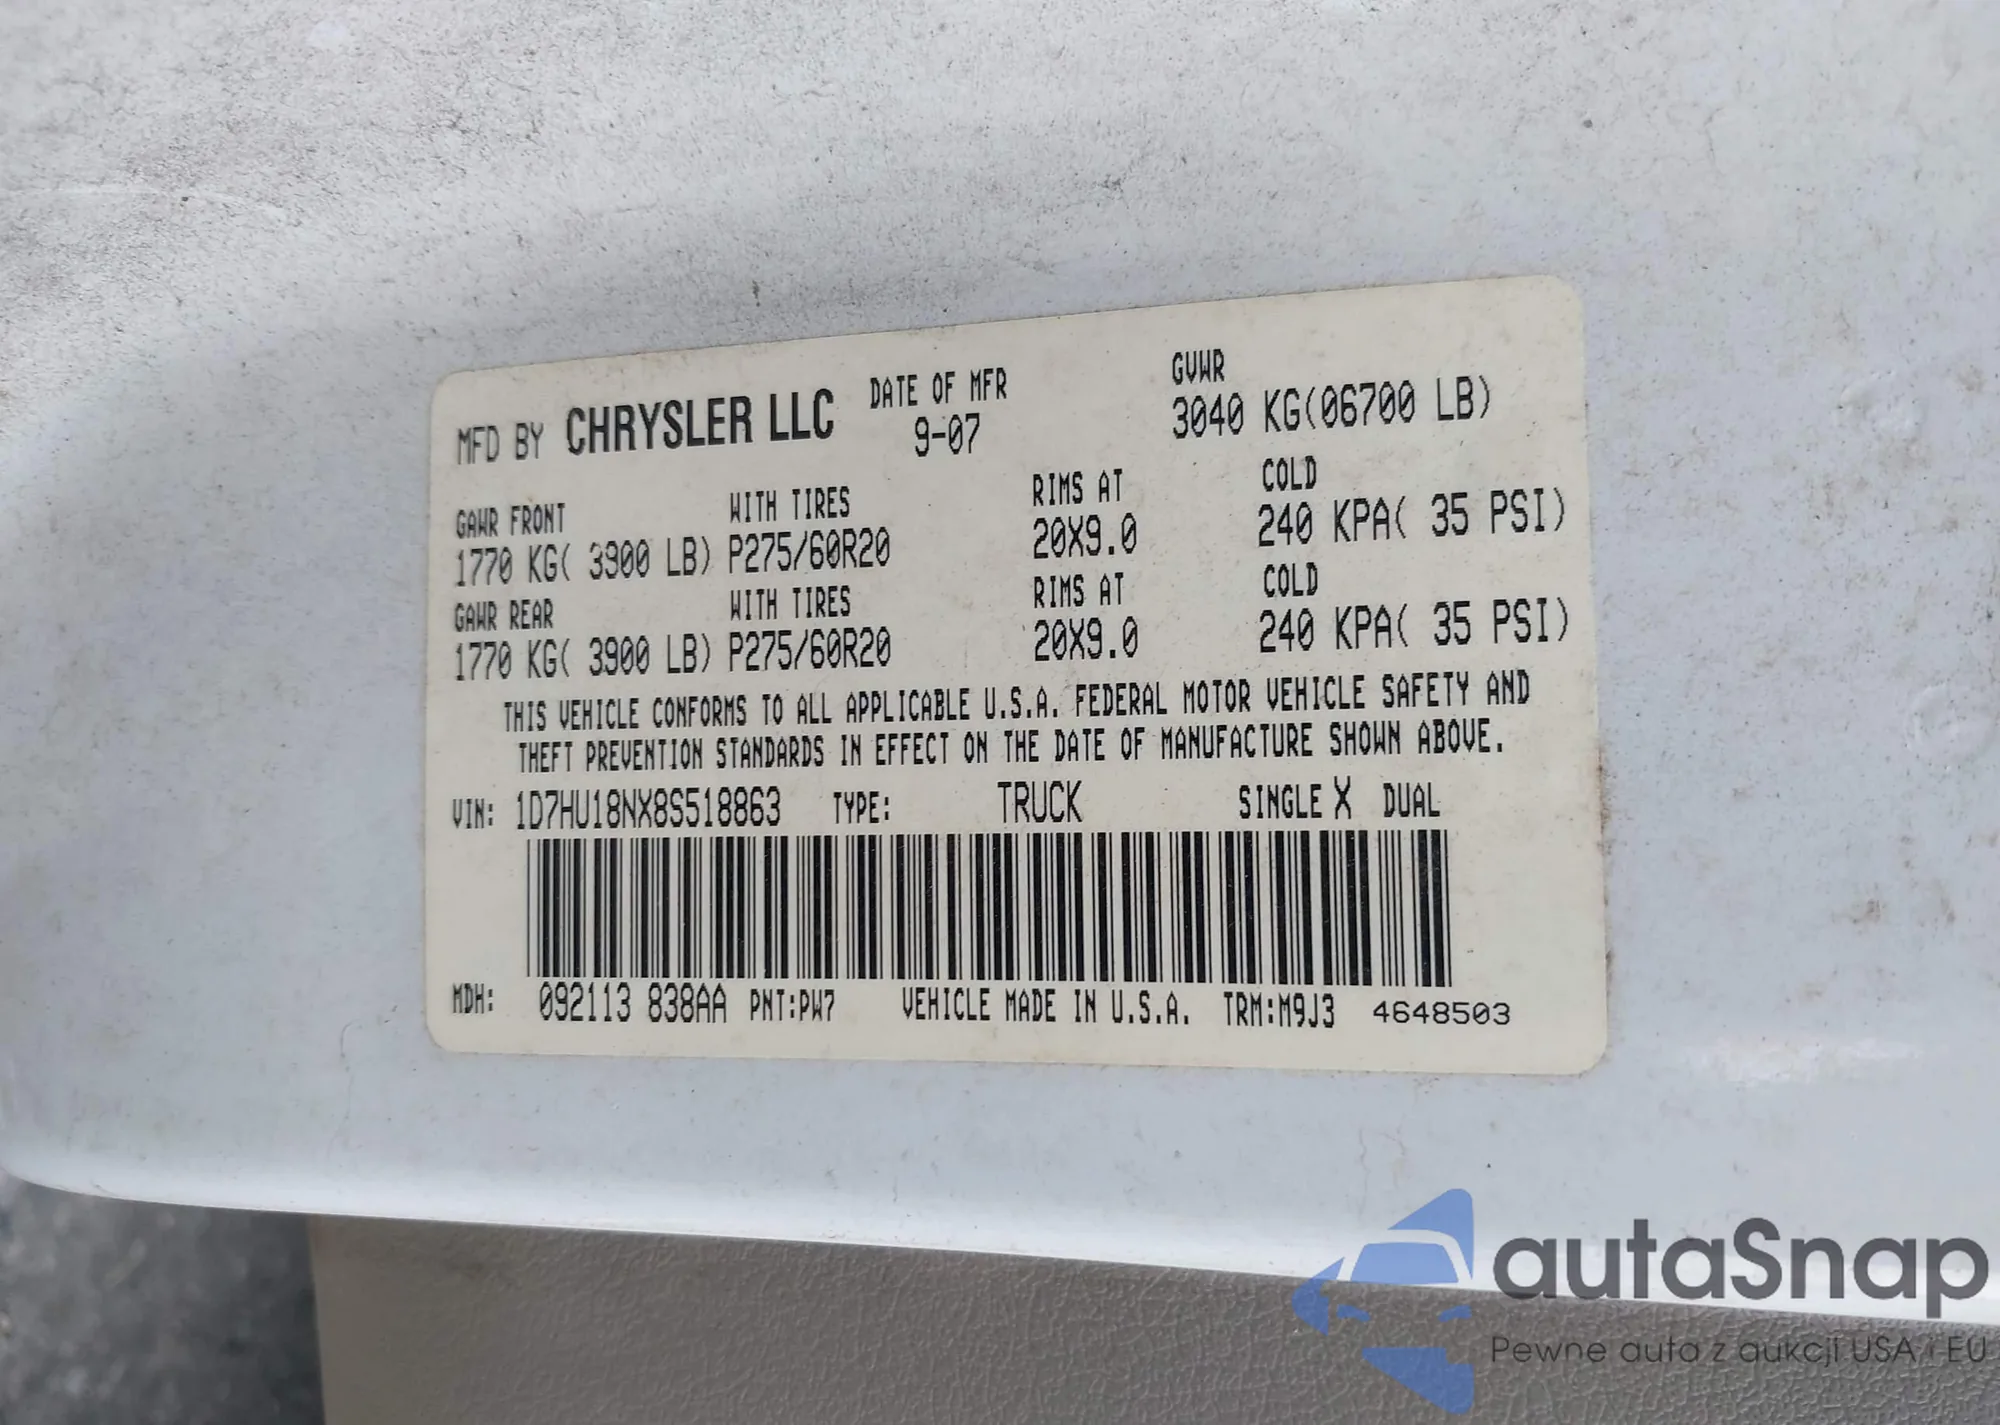 MFD BY CHRYSLER LLC DATE OF MFR 9-07 GVWR 3040 KG(06700 LB)
GAWR FRONT WITH TIRES RIMS AT COLD
1770 KG( 3900 LB) P275/60R20 20X9.0 240 KPA( 35 PSI)
GAWR REAR WITH TIRES RIMS AT COLD
1770 KG( 3900 LB) P275/60R20 20X9.0 240 KPA( 35 PSI)
THIS VEHICLE CONFORMS TO ALL APPLICABLE U.S.A. FEDERAL MOTOR VEHICLE SAFETY AND
THEFT PREVENTION STANDARDS IN EFFECT ON THE DATE OF MANUFACTURE SHOWN ABOVE.
VIN: 1D7HU18NX8S518863 TYPE: TRUCK SINGLE X DUAL
MDH: 092113 838AA PNT:PW7 VEHICLE MADE IN U.S.A. TRM:M9J3 4648503
autaSnap
Pewne auta z aukcji USA i EU